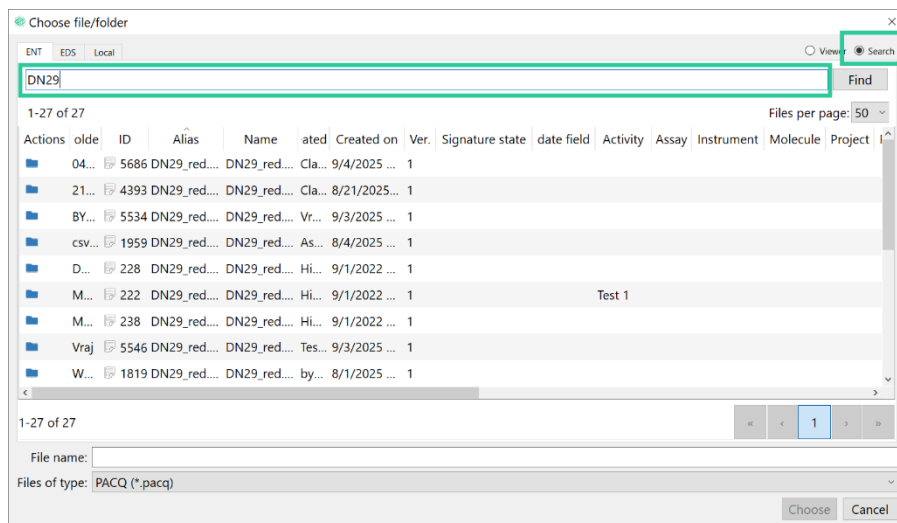 Choose file/folder
ENT EDS Local Viewer Search
DN29 Find
1-27 of 27 Files per page: 50
Actions olde ID Alias Name ated Created on Ver. Signature state date field Activity Assay Instrument Molecule Project
04... 5686 DN29_red.... DN29_red.... Cla... 9/4/2025 ... 1
21... 4393 DN29_red.... DN29_red.... Cla... 8/21/2025... 1
BY... 5534 DN29_red.... DN29_red.... Vr... 9/3/2025 ... 1
csv... 1959 DN29_red.... DN29_red.... As... 8/4/2025 ... 1
D... 228 DN29_red.... DN29_red.... Hi... 9/1/2022 ... 1
M... 222 DN29_red.... DN29_red.... Hi... 9/1/2022 ... 1 Test 1
M... 238 DN29_red.... DN29_red.... Hi... 9/1/2022 ... 1
Vraj 5546 DN29_red.... DN29_red.... Tes... 9/3/2025 ... 1
W... 1819 DN29_red.... DN29_red.... by... 8/1/2025 ... 1
1-27 of 27 « ‹ 1 › »
File name:
Files of type: PACQ (*.pacq)
Choose Cancel